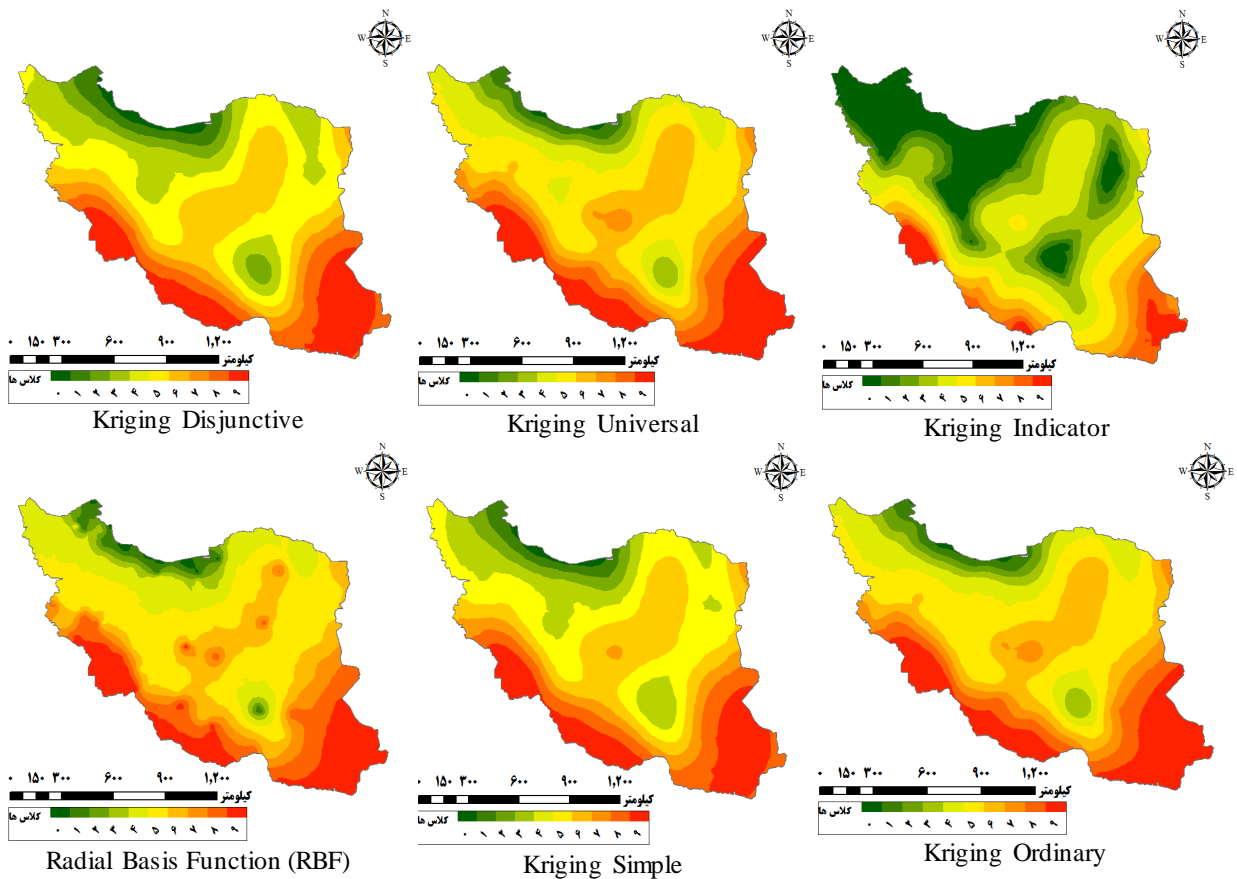 N
W E
S
۰ ۱۵۰ ۳۰۰ ۶۰۰ ۹۰۰ ۱,۲۰۰
کیلومتر
کلاس ها
۰ ۱ ۲ ۳ ۴ ۵ ۶ ۷ ۸ ۹
Kriging Disjunctive
N
W E
S
۰ ۱۵۰ ۳۰۰ ۶۰۰ ۹۰۰ ۱,۲۰۰
کیلومتر
کلاس ها
۰ ۱ ۲ ۳ ۴ ۵ ۶ ۷ ۸ ۹
Kriging Universal
N
W E
S
۰ ۱۵۰ ۳۰۰ ۶۰۰ ۹۰۰ ۱,۲۰۰
کیلومتر
کلاس ها
۰ ۱ ۲ ۳ ۴ ۵ ۶ ۷ ۸ ۹
Kriging Indicator
N
W E
S
۰ ۱۵۰ ۳۰۰ ۶۰۰ ۹۰۰ ۱,۲۰۰
کیلومتر
کلاس ها
۰ ۱ ۲ ۳ ۴ ۵ ۶ ۷ ۸ ۹
Radial Basis Function (RBF)
N
W E
S
۰ ۱۵۰ ۳۰۰ ۶۰۰ ۹۰۰ ۱,۲۰۰
کیلومتر
کلاس ها
۰ ۱ ۲ ۳ ۴ ۵ ۶ ۷ ۸ ۹
Kriging Simple
N
W E
S
۰ ۱۵۰ ۳۰۰ ۶۰۰ ۹۰۰ ۱,۲۰۰
کیلومتر
کلاس ها
۰ ۱ ۲ ۳ ۴ ۵ ۶ ۷ ۸ ۹
Kriging Ordinary